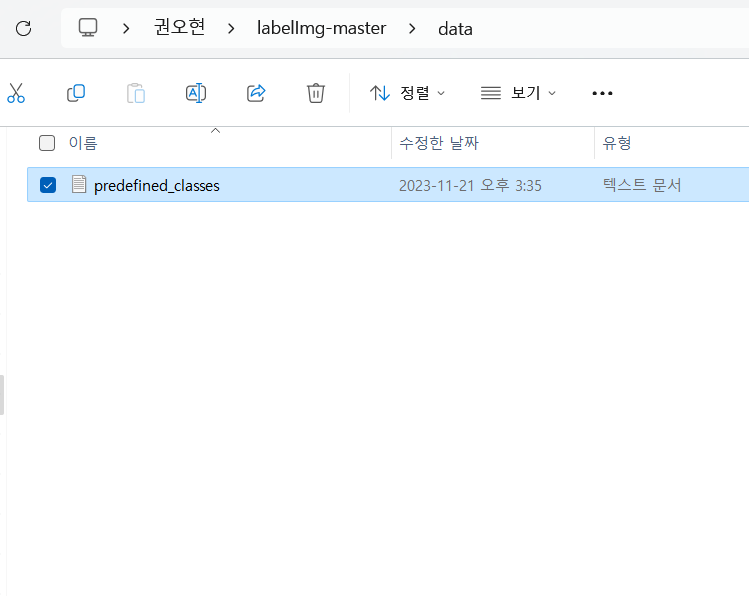 권오현 > labelImg-master > data
정렬 보기
이름 수정한 날짜 유형
predefined_classes 2023-11-21 오후 3:35 텍스트 문서